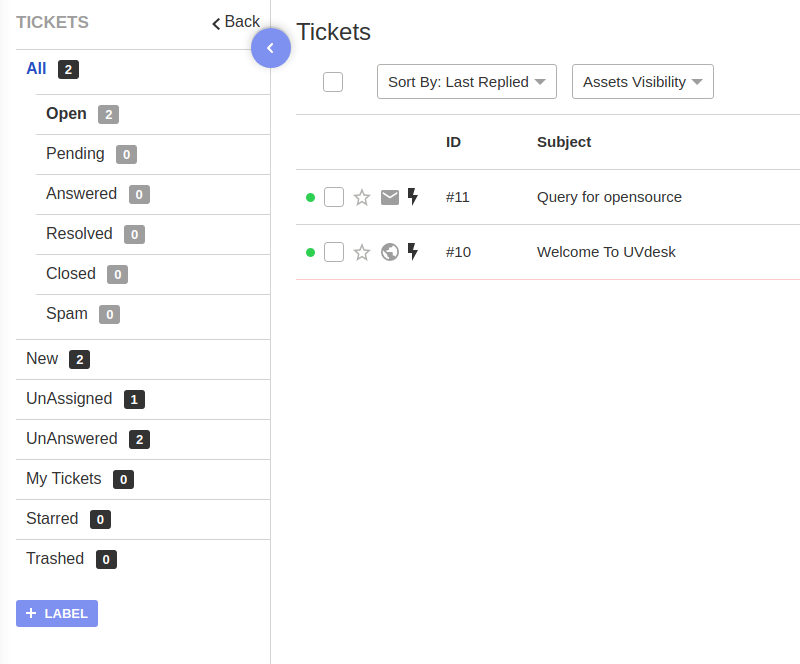 TICKETS
Back
All 2
Open 2
Pending 0
Answered 0
Resolved 0
Closed 0
Spam 0
New 2
UnAssigned 1
UnAnswered 2
My Tickets 0
Starred 0
Trashed 0
+ LABEL
Tickets
Sort By: Last Replied
Assets Visibility
ID Subject
#11 Query for opensource
#10 Welcome To UVdesk